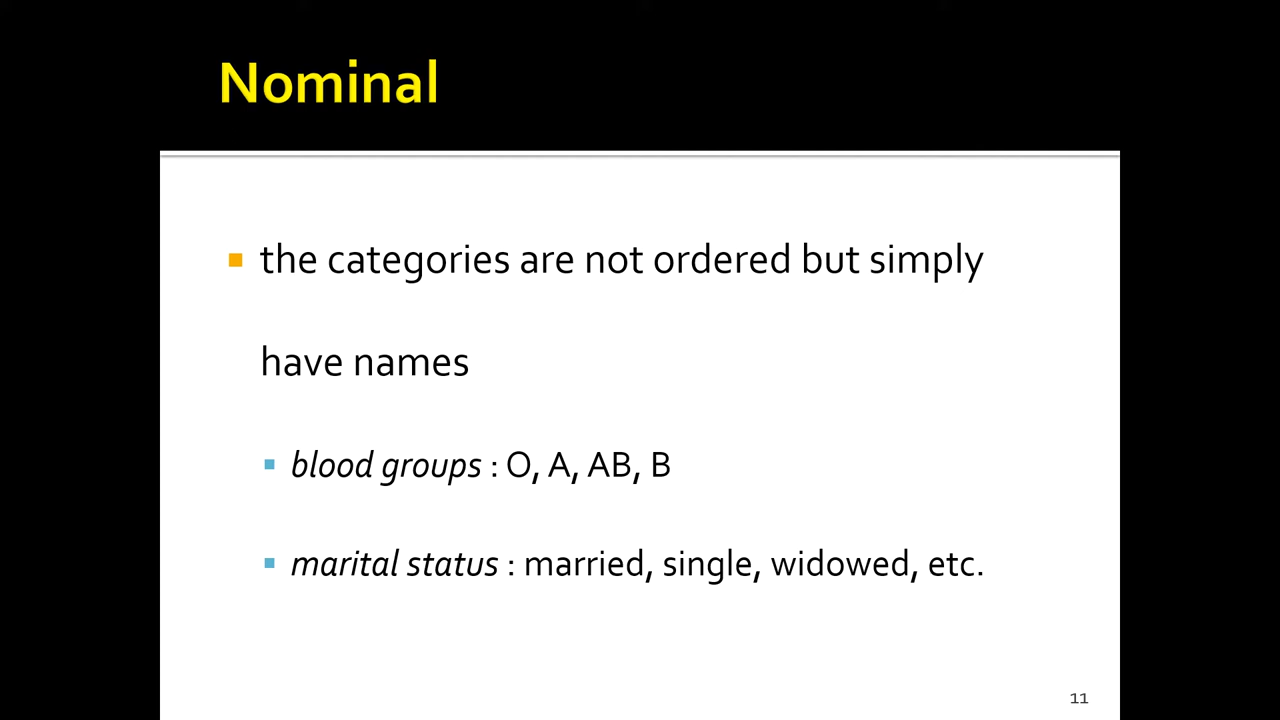 Nominal
the categories are not ordered but simply
have names
blood groups : O, A, AB, B
marital status : married, single, widowed, etc.
11